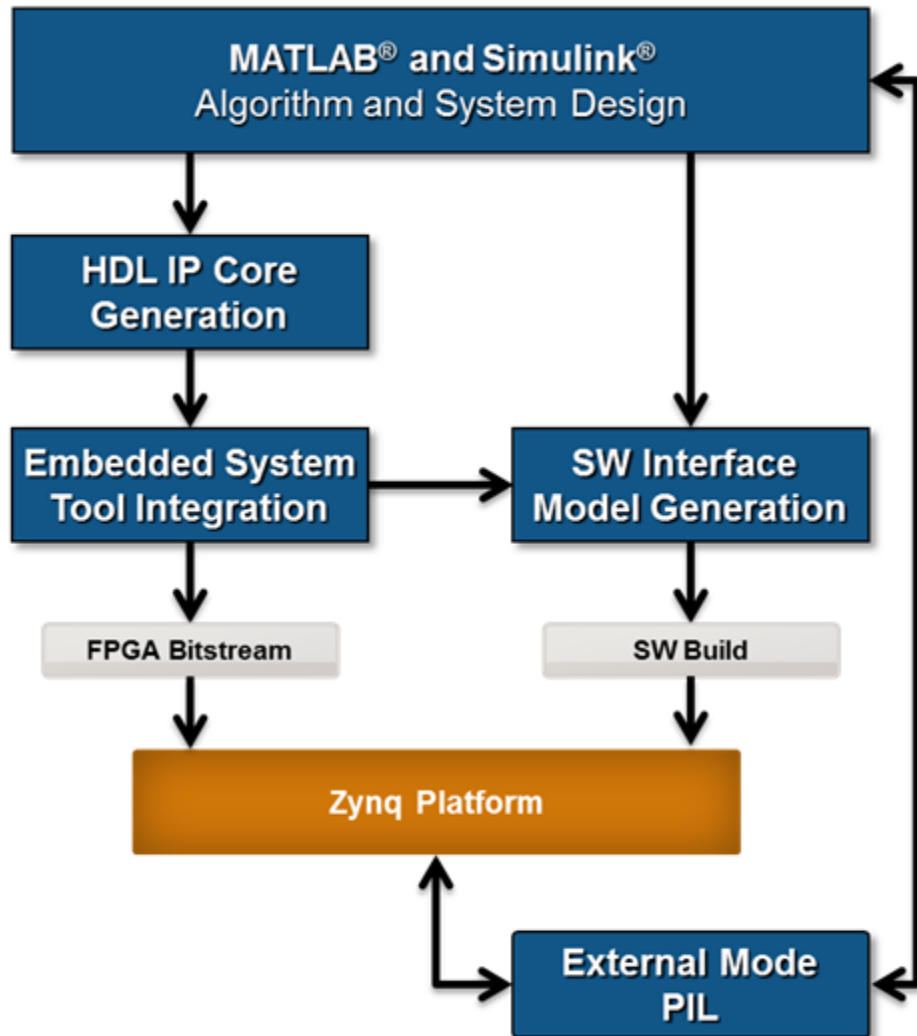 MATLAB® and Simulink®
Algorithm and System Design
HDL IP Core
Generation
Embedded System
Tool Integration
SW Interface
Model Generation
FPGA Bitstream
SW Build
Zynq Platform
External Mode
PIL